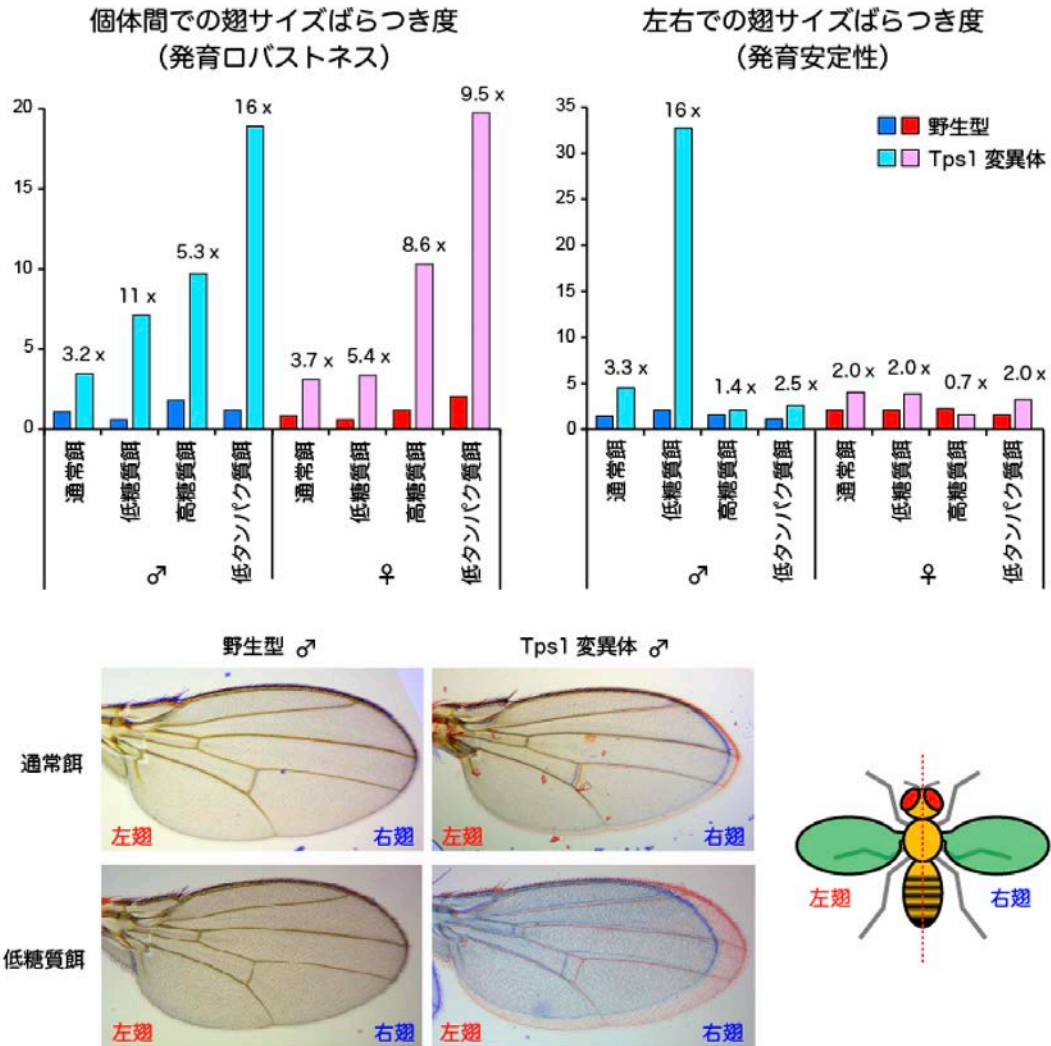 個体間での翅サイズばらつき度
（発育ロバストネス）
20
15
10
5
0
3.2 x
11 x
5.3 x
16 x
3.7 x
5.4 x
8.6 x
9.5 x
通常餌
低糖質餌
高糖質餌
低タンパク質餌
通常餌
低糖質餌
高糖質餌
低タンパク質餌
♂
♀
左右での翅サイズばらつき度
（発育安定性）
35
30
25
20
15
10
5
0
3.3 x
16 x
1.4 x
2.5 x
2.0 x
2.0 x
0.7 x
2.0 x
野生型
Tps1 変異体
通常餌
低糖質餌
高糖質餌
低タンパク質餌
通常餌
低糖質餌
高糖質餌
低タンパク質餌
♂
♀
野生型 ♂
Tps1 変異体 ♂
通常餌
左翅
右翅
左翅
右翅
低糖質餌
左翅
右翅
左翅
右翅
左翅
右翅